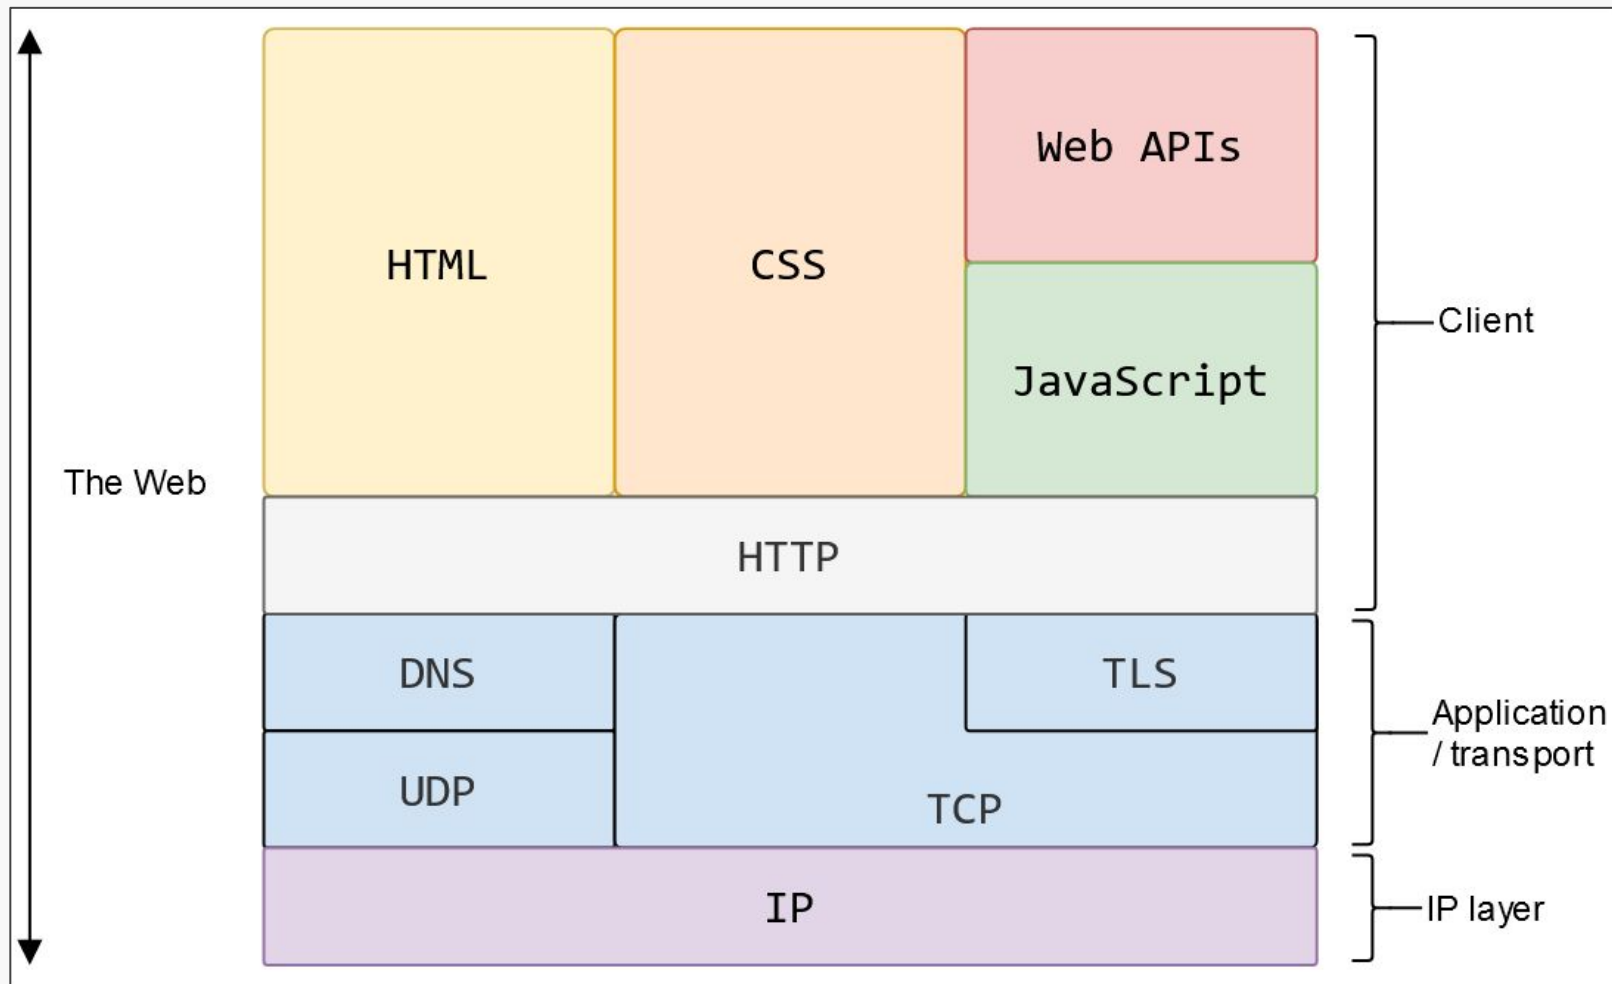 Web APIs
HTML
CSS
Client
JavaScript
The Web
HTTP
DNS
TLS
Application
/ transport
UDP
TCP
IP
IP layer